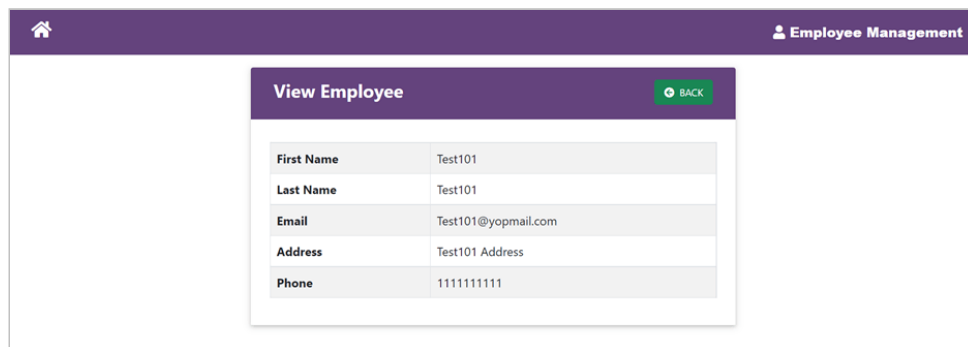 Employee Management
View Employee
BACK
First Name Test101
Last Name Test101
Email Test101@yopmail.com
Address Test101 Address
Phone 1111111111